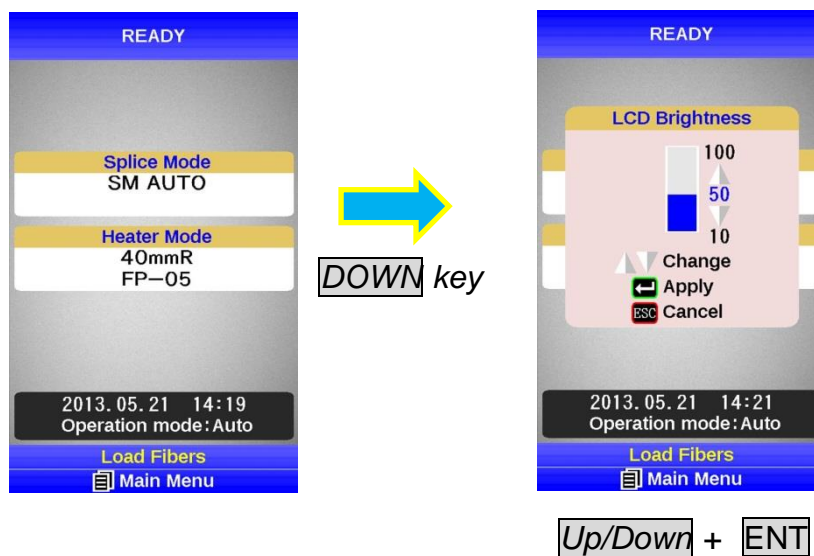 READY
Splice Mode
SM AUTO
Heater Mode
40mmR
FP-05
2013.05.21 14:19
Operation mode:Auto
Load Fibers
Main Menu
DOWN key
READY
LCD Brightness
100
50
10
Change
Apply
ESC Cancel
2013.05.21 14:21
Operation mode:Auto
Load Fibers
Main Menu
Up/Down + ENT